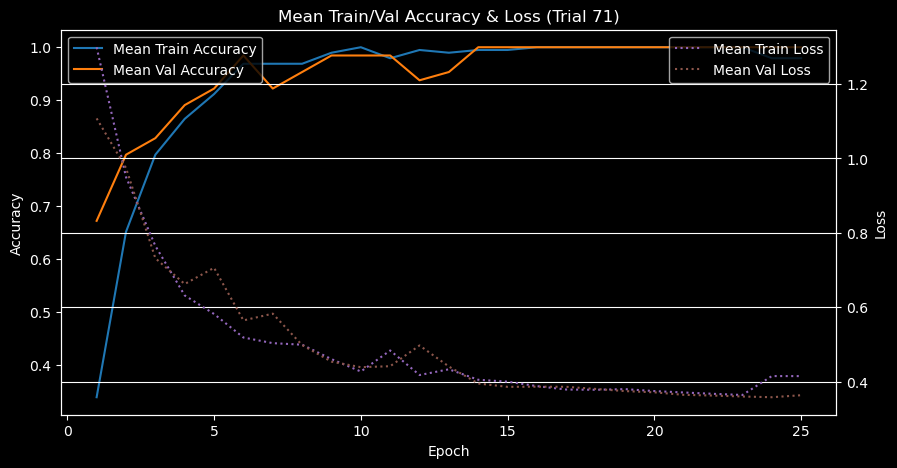 Mean Train/Val Accuracy & Loss (Trial 71)
Mean Train Accuracy
Mean Val Accuracy
Mean Train Loss
Mean Val Loss
1.0
0.9
0.8
0.7
0.6
0.5
0.4
Accuracy
1.2
1.0
0.8
0.6
0.4
Loss
0 5 10 15 20 25
Epoch